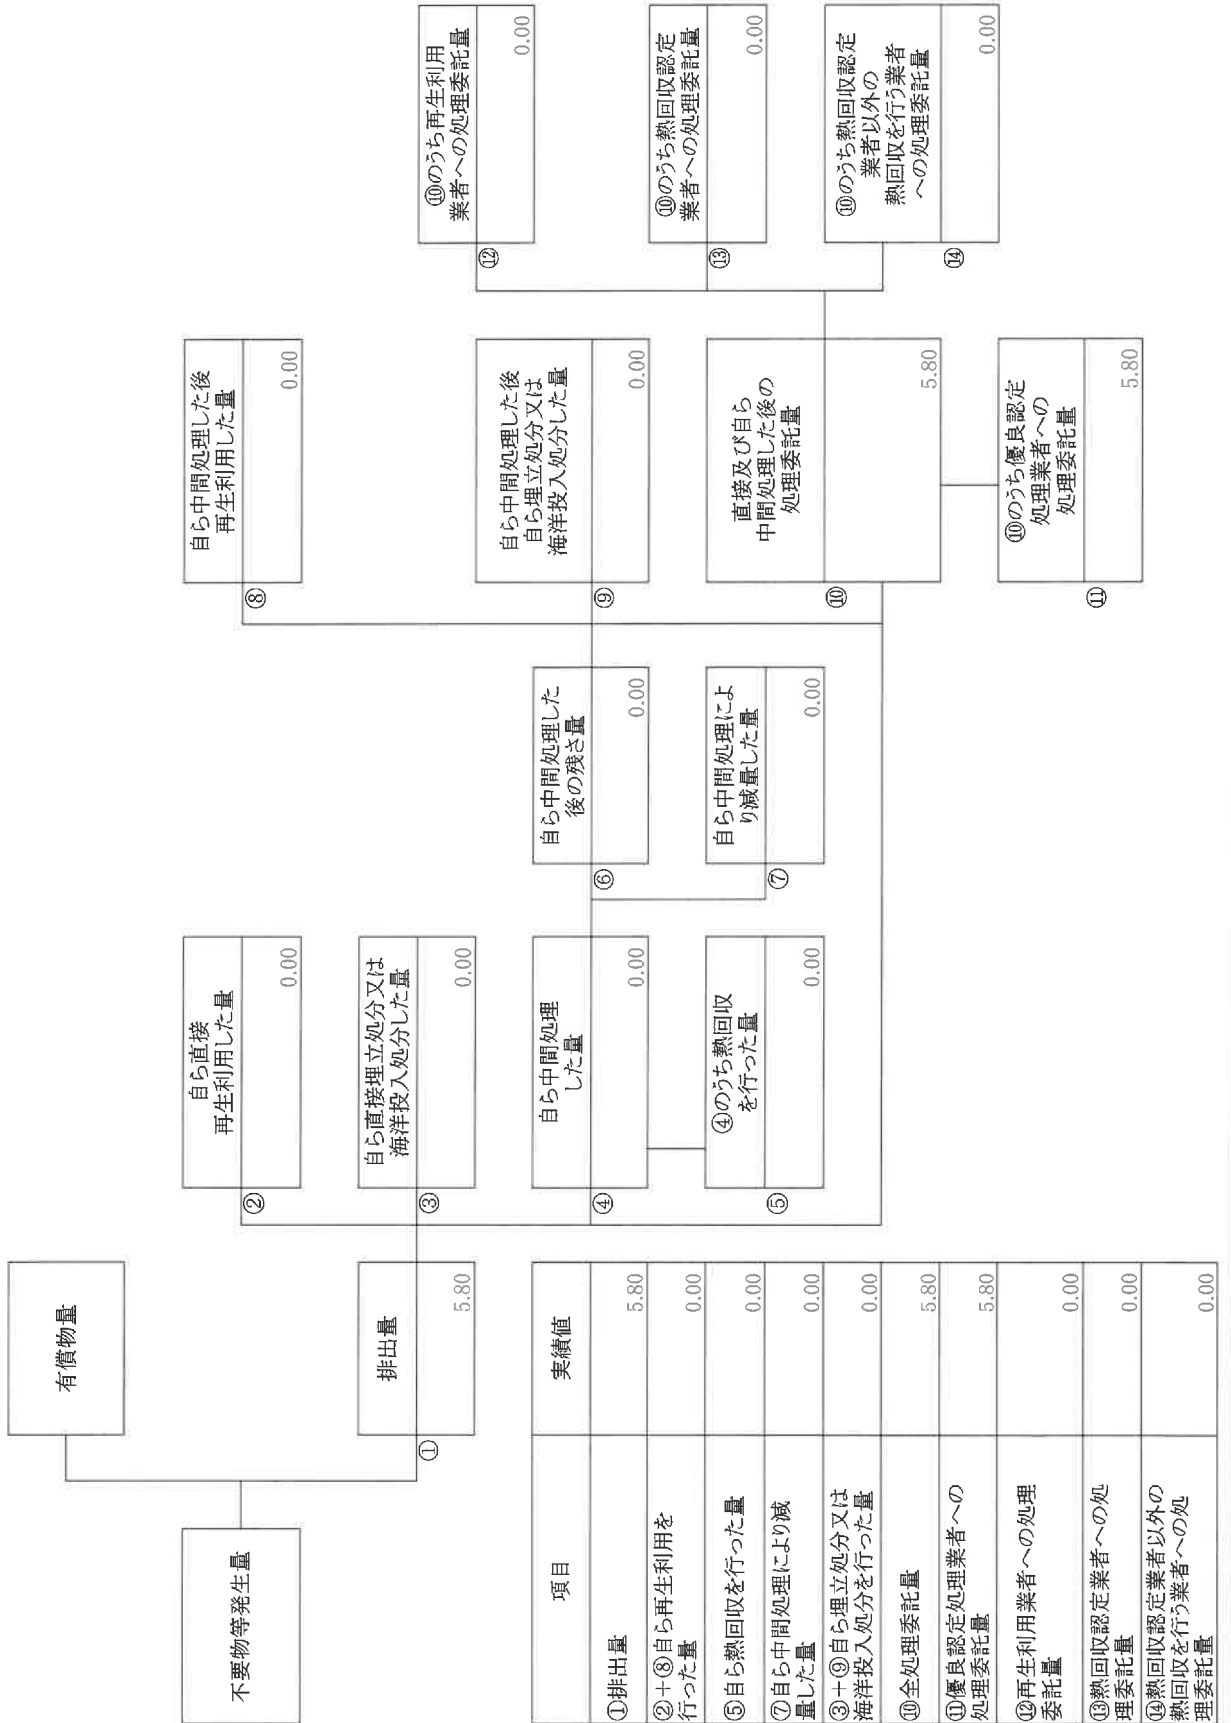 不要物等発生量
有償物量
①
排出量
5.80
②
自ら直接
再生利用した量
0.00
③
自ら直接埋立処分又は
海洋投入処分した量
0.00
④
自ら中間処理
した量
0.00
⑤
④のうち熱回収
を行った量
0.00
⑥
自ら中間処理した
後の残さ量
0.00
⑦
自ら中間処理によ
り減量した量
0.00
⑧
自ら中間処理した後
再生利用した量
0.00
⑨
自ら中間処理した後
自ら埋立処分又は
海洋投入処分した量
0.00
⑩
直接及び自ら
中間処理した後の
処理委託量
5.80
⑪
⑩のうち優良認定
処理業者への
処理委託量
5.80
⑫
⑩のうち再生利用
業者への処理委託量
0.00
⑬
⑩のうち熱回収認定
業者への処理委託量
0.00
⑭
⑩のうち熱回収認定
業者以外の
熱回収を行う業者
への処理委託量
0.00
項目 実績値
①排出量 5.80
②+⑧自ら再生利用を
行った量 0.00
⑤自ら熱回収を行った量 0.00
⑦自ら中間処理により減
量した量 0.00
③+⑨自ら埋立処分又は
海洋投入処分を行った量 0.00
⑩全処理委託量 5.80
⑪優良認定処理業者への
処理委託量 5.80
⑫再生利用業者への処理
委託量 0.00
⑬熱回収認定業者への処
理委託量 0.00
⑭熱回収認定業者以外の
熱回収を行う業者への処
理委託量 0.00